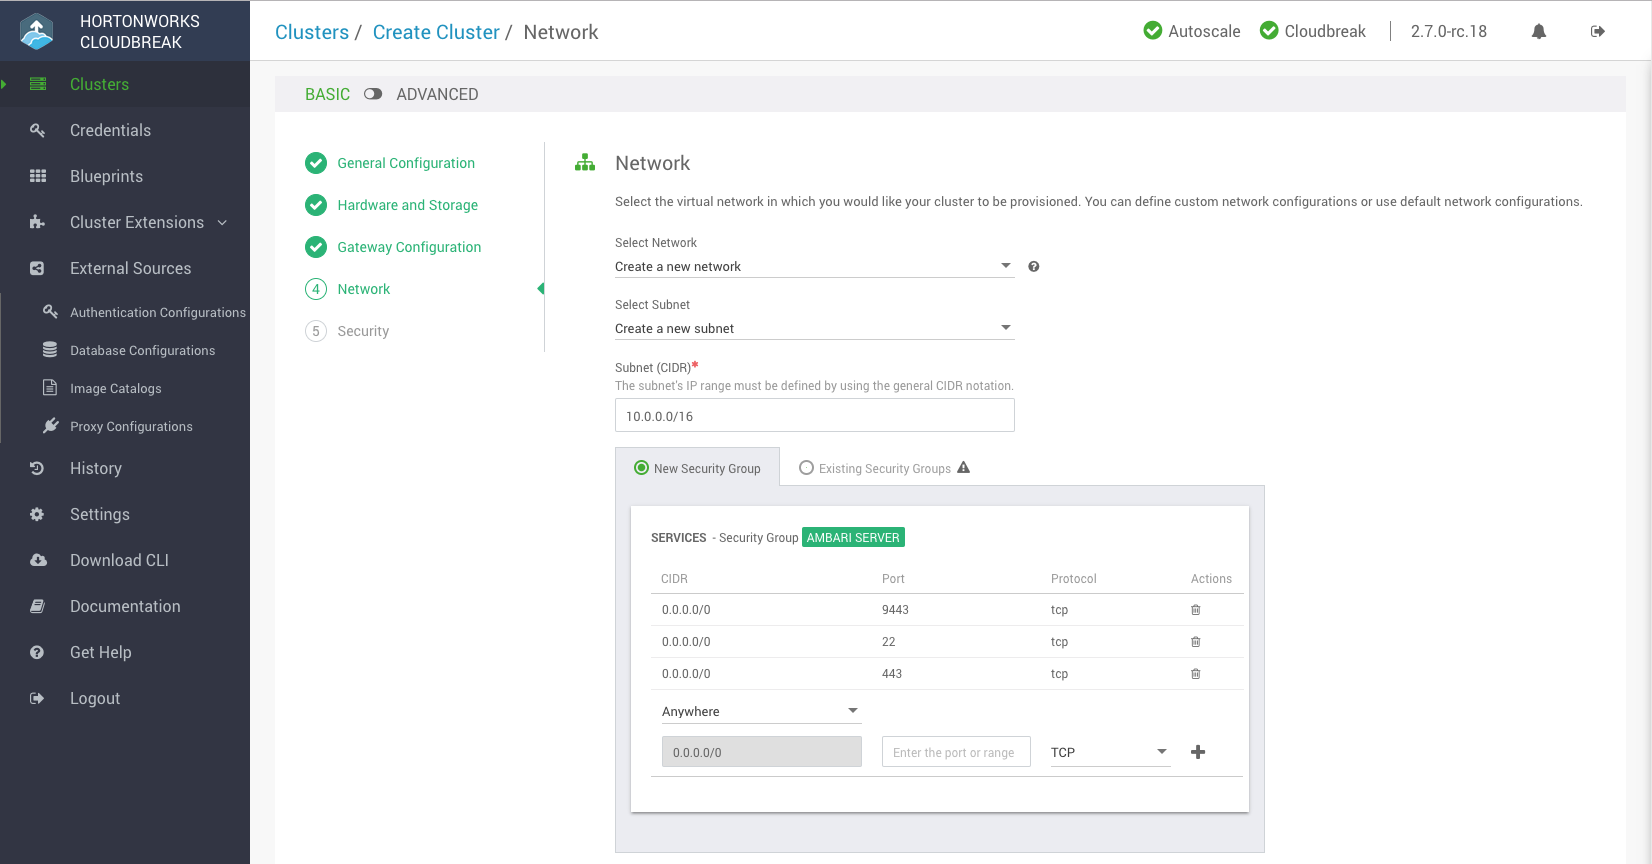 HORTONWORKS
CLOUDBREAK
Clusters / Create Cluster / Network
Autoscale Cloudbreak 2.7.0-rc.18
Clusters
Credentials
Blueprints
Cluster Extensions
External Sources
Authentication Configurations
Database Configurations
Image Catalogs
Proxy Configurations
History
Settings
Download CLI
Documentation
Get Help
Logout
BASIC ADVANCED
General Configuration
Hardware and Storage
Gateway Configuration
4 Network
5 Security
Network
Select the virtual network in which you would like your cluster to be provisioned. You can define custom network configurations or use default network configurations.
Select Network
Create a new network
Select Subnet
Create a new subnet
Subnet (CIDR)*
The subnet's IP range must be defined by using the general CIDR notation.
10.0.0.0/16
New Security Group Existing Security Groups
SERVICES - Security Group AMBARI SERVER
CIDR Port Protocol Actions
0.0.0.0/0 9443 tcp
0.0.0.0/0 22 tcp
0.0.0.0/0 443 tcp
Anywhere
0.0.0.0/0 Enter the port or range TCP